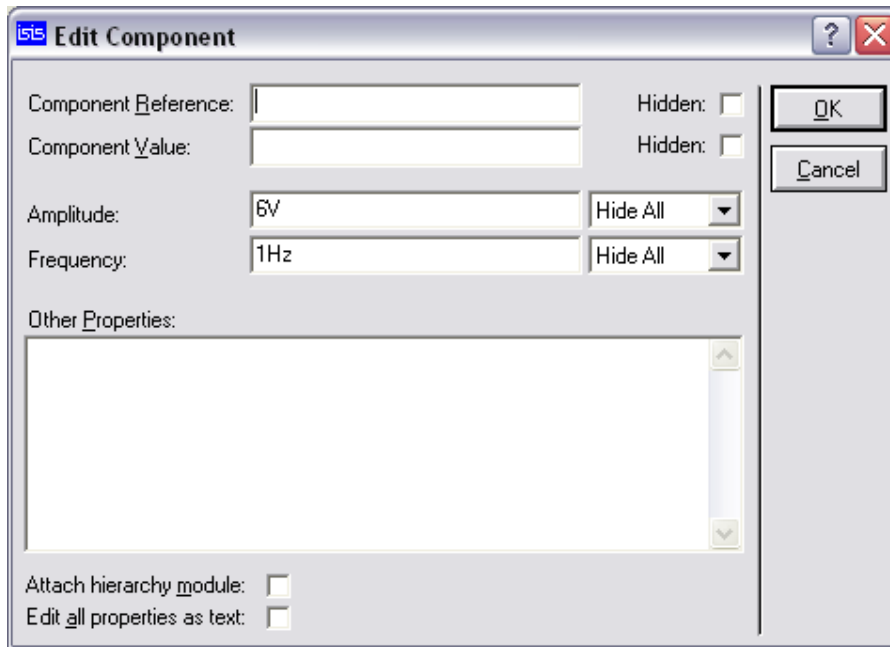 isis Edit Component ?
Component Reference: Hidden: OK
Component Value: Hidden:
Cancel
Amplitude: 6V Hide All
Frequency: 1Hz Hide All
Other Properties:
Attach hierarchy module:
Edit all properties as text: